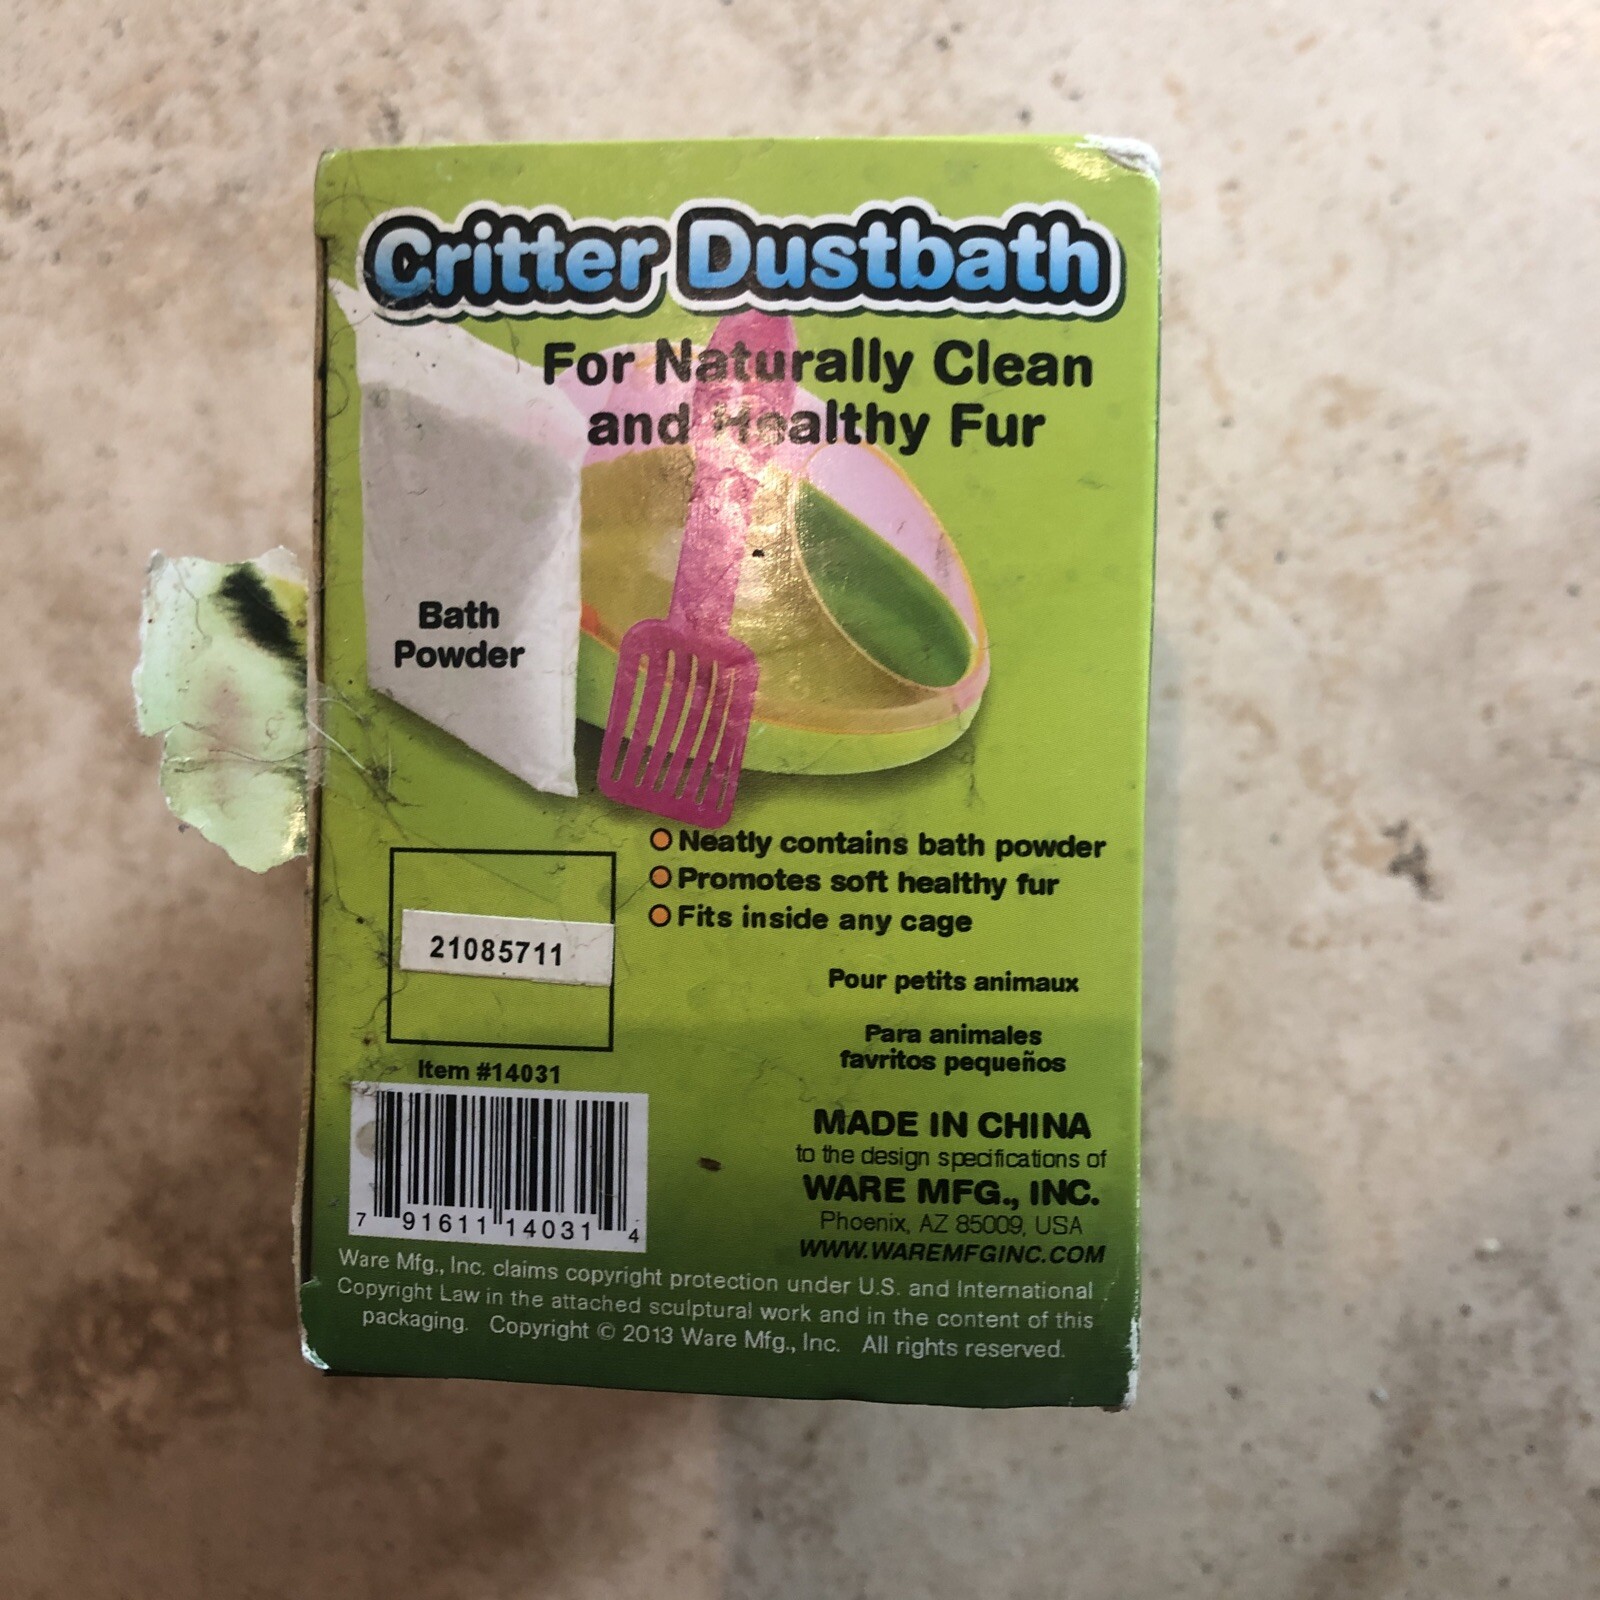 Critter Dustbath
For Naturally Clean
and Healthy Fur
Bath
Powder
Neatly contains bath powder
Promotes soft healthy fur
Fits inside any cage
21085711
Pour petits animaux
Para animales
favritos pequeños
Item #14031
7 91611 14031 4
MADE IN CHINA
to the design specifications of
WARE MFG., INC.
Phoenix, AZ 85009, USA
WWW.WAREMFGINC.COM
Ware Mfg., Inc. claims copyright protection under U.S. and International
Copyright Law in the attached sculptural work and in the content of this
packaging. Copyright © 2013 Ware Mfg., Inc. All rights reserved.